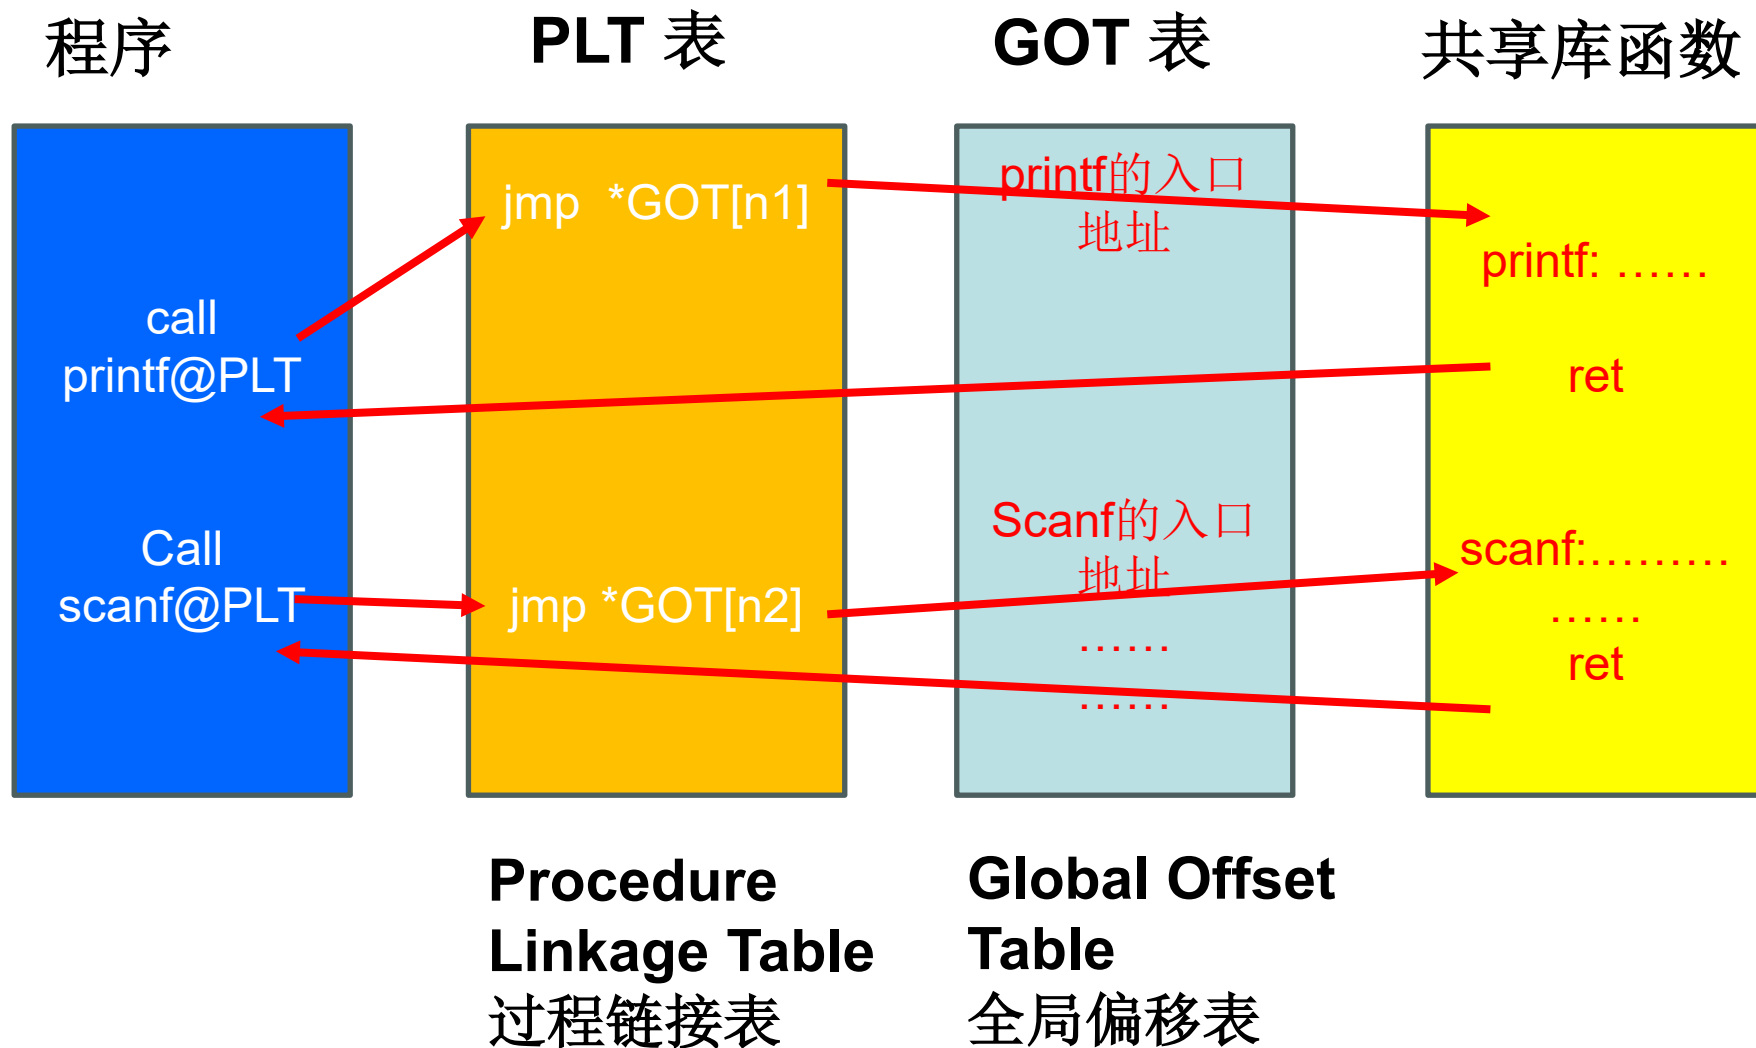 程序
PLT 表
GOT 表
共享库函数
call
printf@PLT
Call
scanf@PLT
jmp *GOT[n1]
jmp *GOT[n2]
printf的入口
地址
Scanf的入口
地址
......
......
printf: ......
ret
scanf:.........
......
ret
Procedure
Linkage Table
过程链接表
Global Offset
Table
全局偏移表